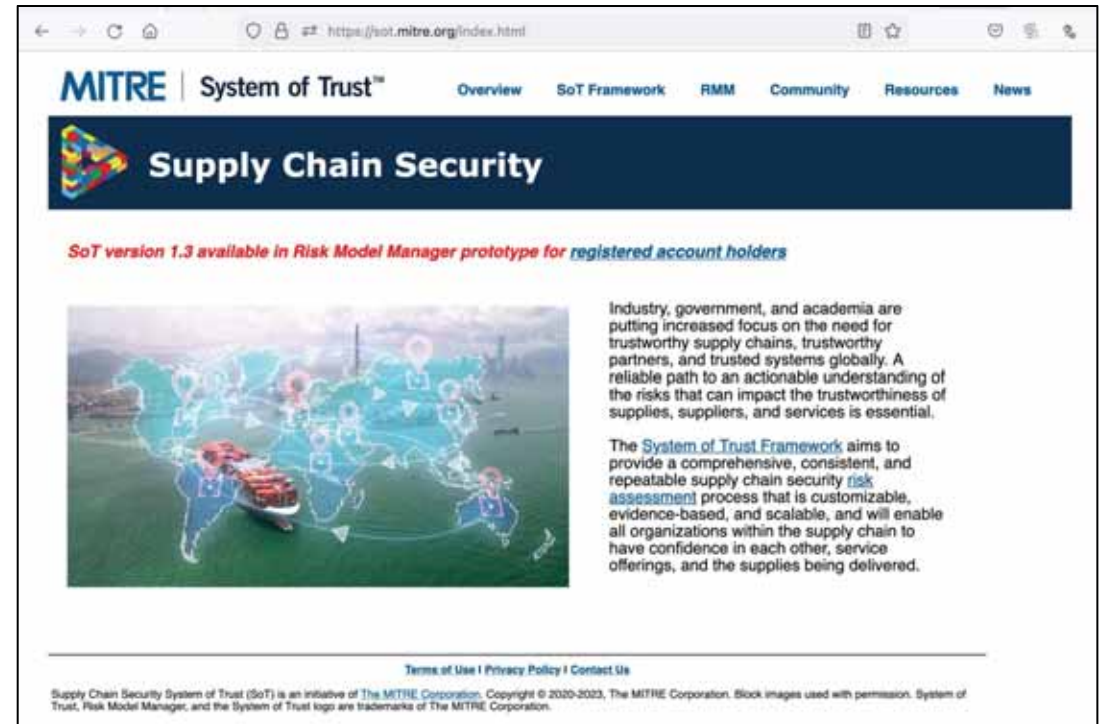 https://sot.mitre.org/index.html
MITRE | System of Trust™
Overview SoT Framework RMM Community Resources News
Supply Chain Security
SoT version 1.3 available in Risk Model Manager prototype for registered account holders
Industry, government, and academia are
putting increased focus on the need for
trustworthy supply chains, trustworthy
partners, and trusted systems globally. A
reliable path to an actionable understanding of
the risks that can impact the trustworthiness of
supplies, suppliers, and services is essential.
The System of Trust Framework aims to
provide a comprehensive, consistent, and
repeatable supply chain security risk
assessment process that is customizable,
evidence-based, and scalable, and will enable
all organizations within the supply chain to
have confidence in each other, service
offerings, and the supplies being delivered.
Terms of Use | Privacy Policy | Contact Us
Supply Chain Security System of Trust (SoT) is an initiative of The MITRE Corporation. Copyright © 2020-2023, The MITRE Corporation. Block images used with permission. System of
Trust, Risk Model Manager, and the System of Trust logo are trademarks of The MITRE Corporation.